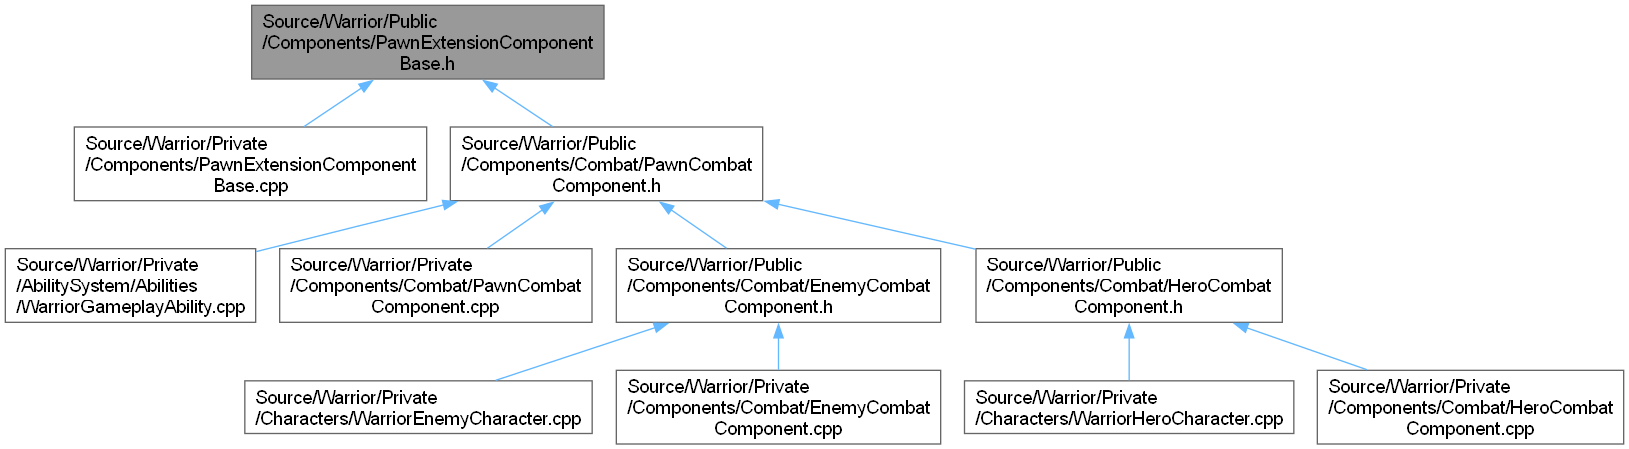 Source/Warrior/Public
/Components/PawnExtensionComponent
Base.h
Source/Warrior/Private
/Components/PawnExtensionComponent
Base.cpp
Source/Warrior/Public
/Components/Combat/PawnCombat
Component.h
Source/Warrior/Private
/AbilitySystem/Abilities
/WarriorGameplayAbility.cpp
Source/Warrior/Private
/Components/Combat/PawnCombat
Component.cpp
Source/Warrior/Public
/Components/Combat/EnemyCombat
Component.h
Source/Warrior/Public
/Components/Combat/HeroCombat
Component.h
Source/Warrior/Private
/Characters/WarriorEnemyCharacter.cpp
Source/Warrior/Private
/Components/Combat/EnemyCombat
Component.cpp
Source/Warrior/Private
/Characters/WarriorHeroCharacter.cpp
Source/Warrior/Private
/Components/Combat/HeroCombat
Component.cpp